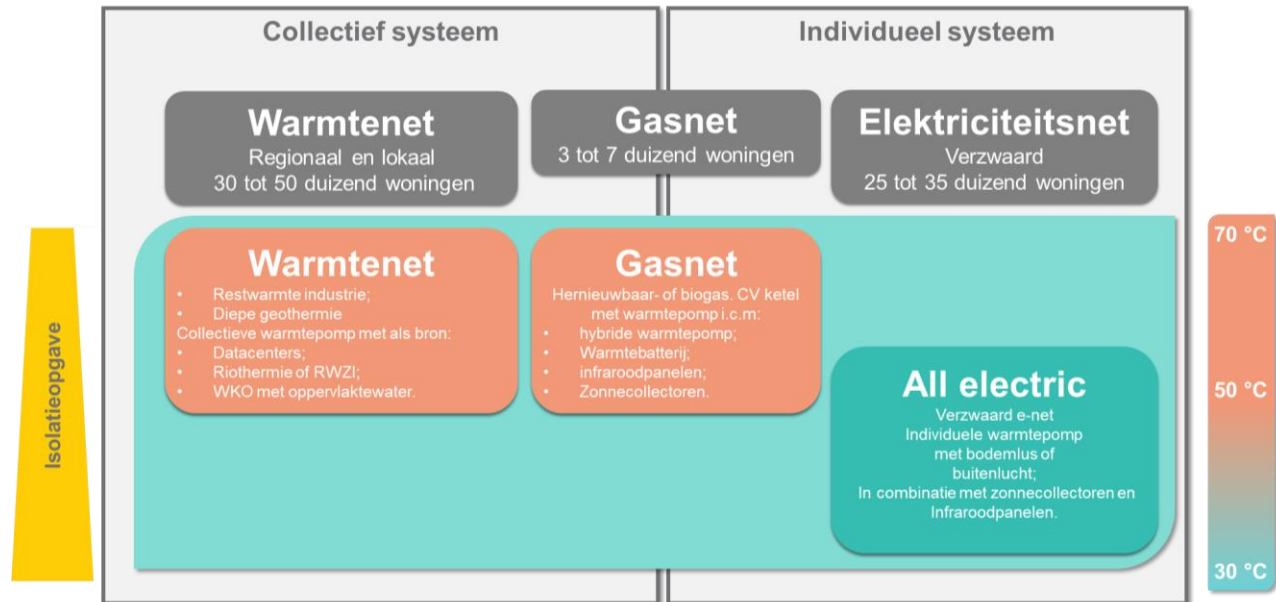 Collectief systeem
Individueel systeem
Warmtenet
Regionaal en lokaal
30 tot 50 duizend woningen
Gasnet
3 tot 7 duizend woningen
Elektriciteitsnet
Verzwaard
25 tot 35 duizend woningen
Isolatieopgave
Warmtenet
• Restwarmte industrie;
• Diepe geothermie
Collectieve warmtepomp met als bron:
• Datacenters;
• Riothermie of RWZI;
• WKO met oppervlaktewater.
Gasnet
Hernieuwbaar- of biogas. CV ketel
met warmtepomp i.c.m:
• hybride warmtepomp;
• Warmtebatterij;
• infraroodpanelen;
• Zonnecollectoren.
All electric
Verzwaard e-net
Individuele warmtepomp
met bodemlus of
buitenlucht;
In combinatie met zonnecollectoren en
Infraroodpanelen.
70 °C
50 °C
30 °C